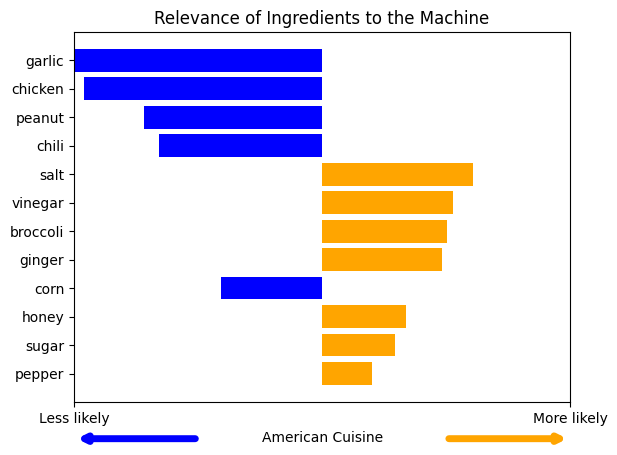 Relevance of Ingredients to the Machine
garlic
chicken
peanut
chili
salt
vinegar
broccoli
ginger
corn
honey
sugar
pepper
Less likely
More likely
American Cuisine